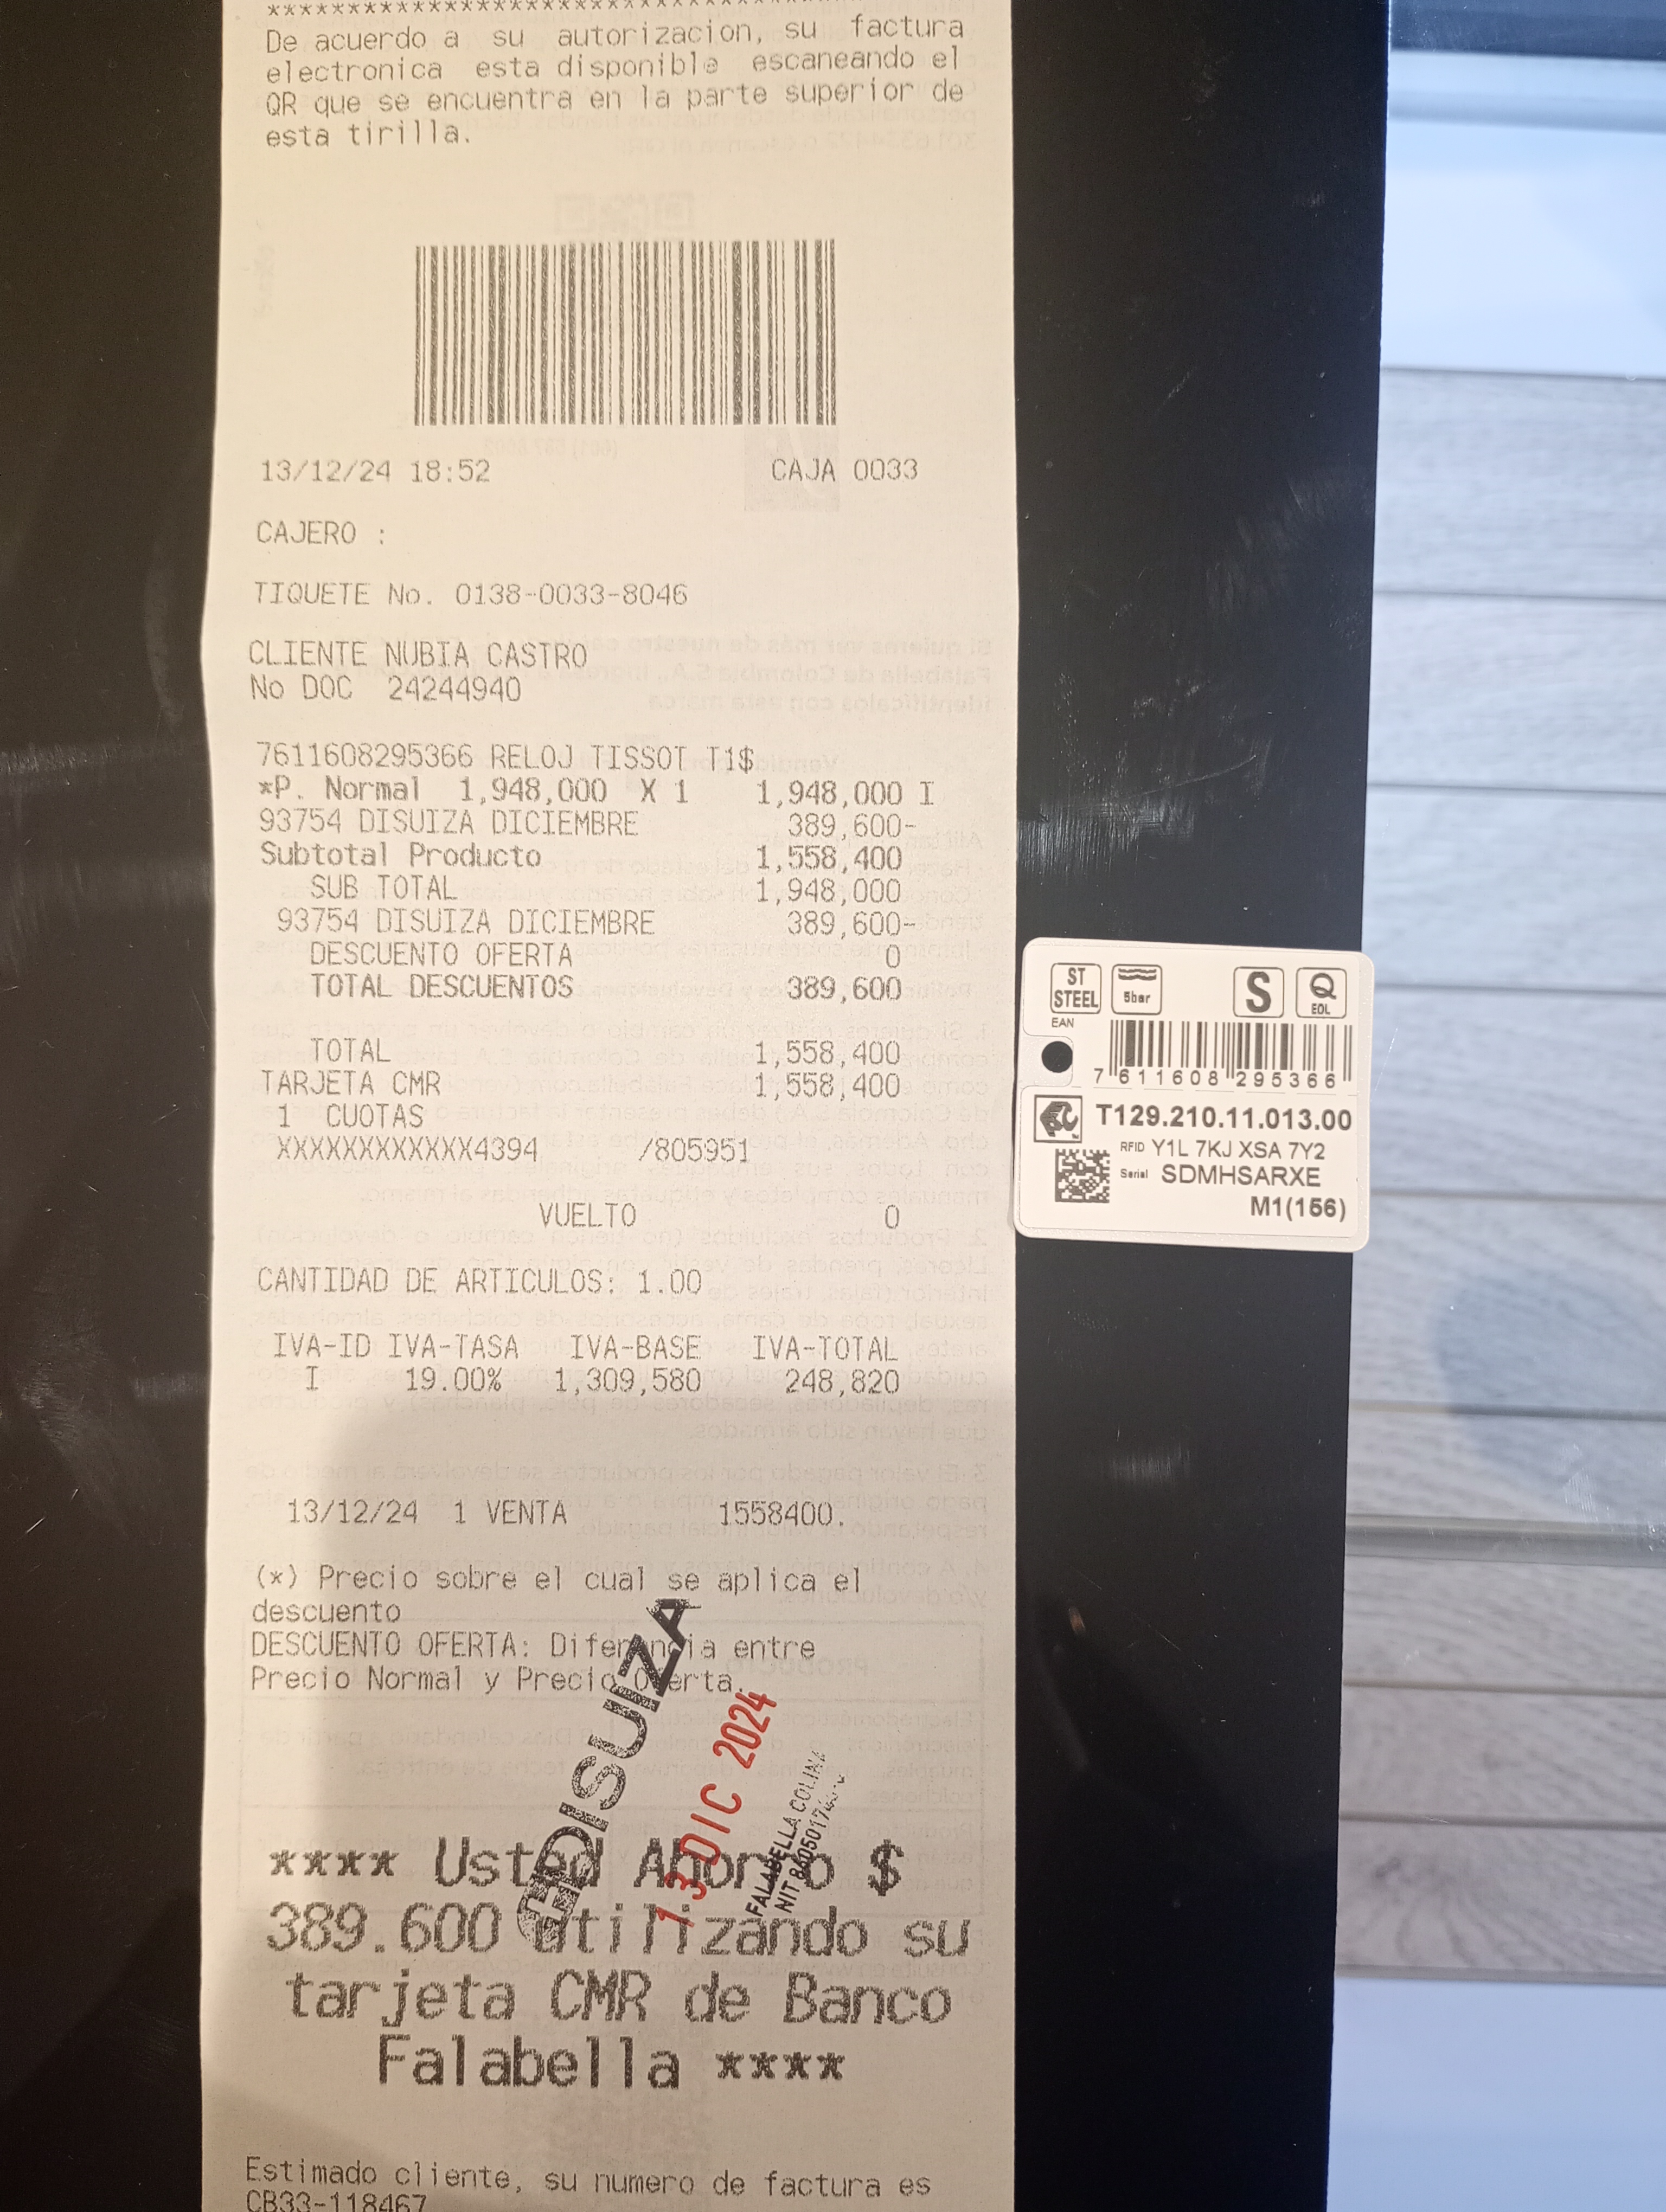 De acuerdo a su autorizacion, su factura
electronica esta disponible escaneando el
QR que se encuentra en la parte superior de
esta tirilla.
13/12/24 18:52 CAJA 0033
CAJERO :
TIQUETE No. 0138-0033-8046
CLIENTE NUBIA CASTRO
No DOC 24244940
7611608295366 RELOJ TISSOT T1$
*P. Normal 1,948,000 X 1 1,948,000 I
93754 DISUIZA DICIEMBRE 389,600-
Subtotal Producto 1,558,400
SUB TOTAL 1,948,000
93754 DISUIZA DICIEMBRE 389,600-
DESCUENTO OFERTA 0
TOTAL DESCUENTOS 389,600
TOTAL 1,558,400
TARJETA CMR 1,558,400
1 CUOTAS
XXXXXXXXXXXX4394 /805951
VUELTO 0
CANTIDAD DE ARTICULOS: 1.00
IVA-ID IVA-TASA IVA-BASE IVA-TOTAL
I 19.00% 1,309,580 248,820
13/12/24 1 VENTA 1558400.
(*) Precio sobre el cual se aplica el
descuento
DESCUENTO OFERTA: Diferencia entre
Precio Normal y Precio Oferta.
DISUIZA
13 DIC 2024
FALABELLA COLINA
NIT
**** Usted Ahorro $
389.600 utilizando su
tarjeta CMR de Banco
Falabella ****
Estimado cliente, su numero de factura es
CB33-118467
ST STEEL
5bar
S
Q EOL
EAN
7 611608 295366
T129.210.11.013.00
RFID Y1L 7KJ XSA 7Y2
Serial SDMHSARXE
M1(156)